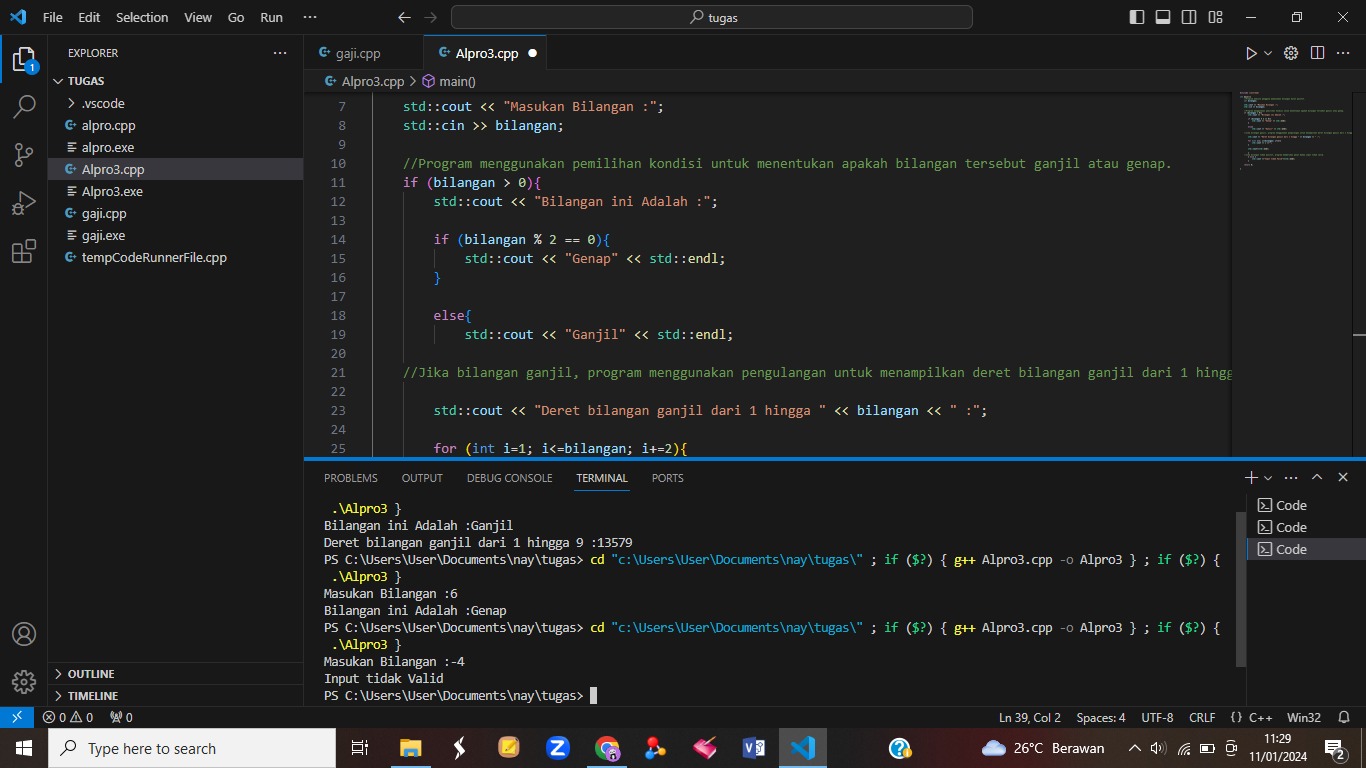 File Edit Selection View Go Run ··· tugas
EXPLORER ···
TUGAS
.vscode
alpro.cpp
alpro.exe
Alpro3.cpp
Alpro3.exe
gaji.cpp
gaji.exe
tempCodeRunnerFile.cpp
OUTLINE
TIMELINE
gaji.cpp Alpro3.cpp
Alpro3.cpp > main()
7 std::cout << "Masukan Bilangan :";
8 std::cin >> bilangan;
9
10 //Program menggunakan pemilihan kondisi untuk menentukan apakah bilangan tersebut ganjil atau genap.
11 if (bilangan > 0){
12 std::cout << "Bilangan ini Adalah :";
13
14 if (bilangan % 2 == 0){
15 std::cout << "Genap" << std::endl;
16 }
17
18 else{
19 std::cout << "Ganjil" << std::endl;
20
21 //Jika bilangan ganjil, program menggunakan pengulangan untuk menampilkan deret bilangan ganjil dari 1 hingg
22
23 std::cout << "Deret bilangan ganjil dari 1 hingga " << bilangan << " :";
24
25 for (int i=1; i<=bilangan; i+=2){
PROBLEMS OUTPUT DEBUG CONSOLE TERMINAL PORTS
.\Alpro3 }
Bilangan ini Adalah :Ganjil
Deret bilangan ganjil dari 1 hingga 9 :13579
PS C:\Users\User\Documents\nay\tugas> cd "c:\Users\User\Documents\nay\tugas\" ; if ($?) { g++ Alpro3.cpp -o Alpro3 } ; if ($?) {
.\Alpro3 }
Masukan Bilangan :6
Bilangan ini Adalah :Genap
PS C:\Users\User\Documents\nay\tugas> cd "c:\Users\User\Documents\nay\tugas\" ; if ($?) { g++ Alpro3.cpp -o Alpro3 } ; if ($?) {
.\Alpro3 }
Masukan Bilangan :-4
Input tidak Valid
PS C:\Users\User\Documents\nay\tugas>
Code
Code
Code
0 0 0 Ln 39, Col 2 Spaces: 4 UTF-8 CRLF {} C++ Win32
Type here to search 26°C Berawan 11:29
11/01/2024 2